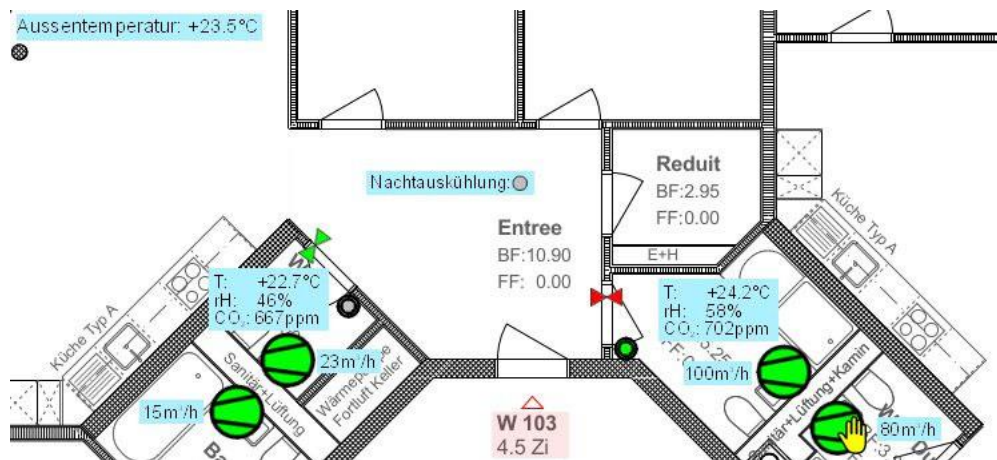 Aussentemperatur: +23.5°C
Nachtauskühlung:
Reduit
BF:2.95
FF:0.00
E+H
Entree
BF:10.90
FF: 0.00
Küche Typ A
T: +22.7°C
rH: 46%
CO₂: 667ppm
Küche Typ A
T: +24.2°C
rH: 58%
CO₂: 702ppm
23m³/h
15m³/h
Sanitär+Lüftung
Fortluft Keller
100m³/h
80m³/h
Sanitär+Lüftung+Kamin
W 103
4.5 Zi